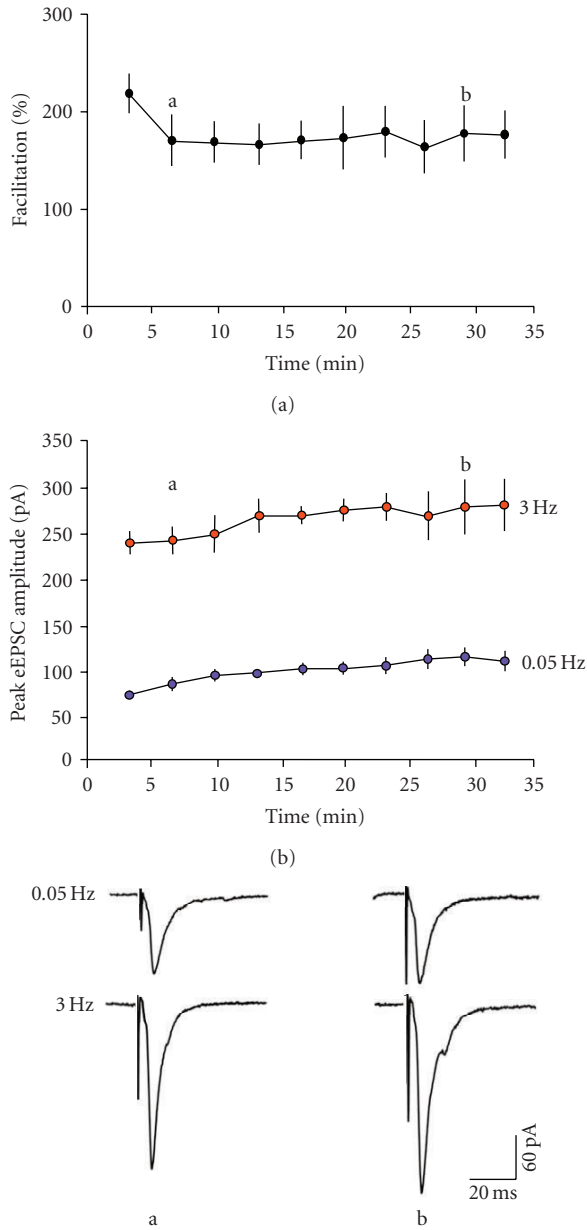 300
200
100
0
Facilitation (%)
a
b
0 5 10 15 20 25 30 35
Time (min)
(a)
350
300
250
200
150
100
50
0
Peak eEPSC amplitude (pA)
a
b
3 Hz
0.05 Hz
0 5 10 15 20 25 30 35
Time (min)
(b)
0.05 Hz
3 Hz
60 pA
20 ms
a
b